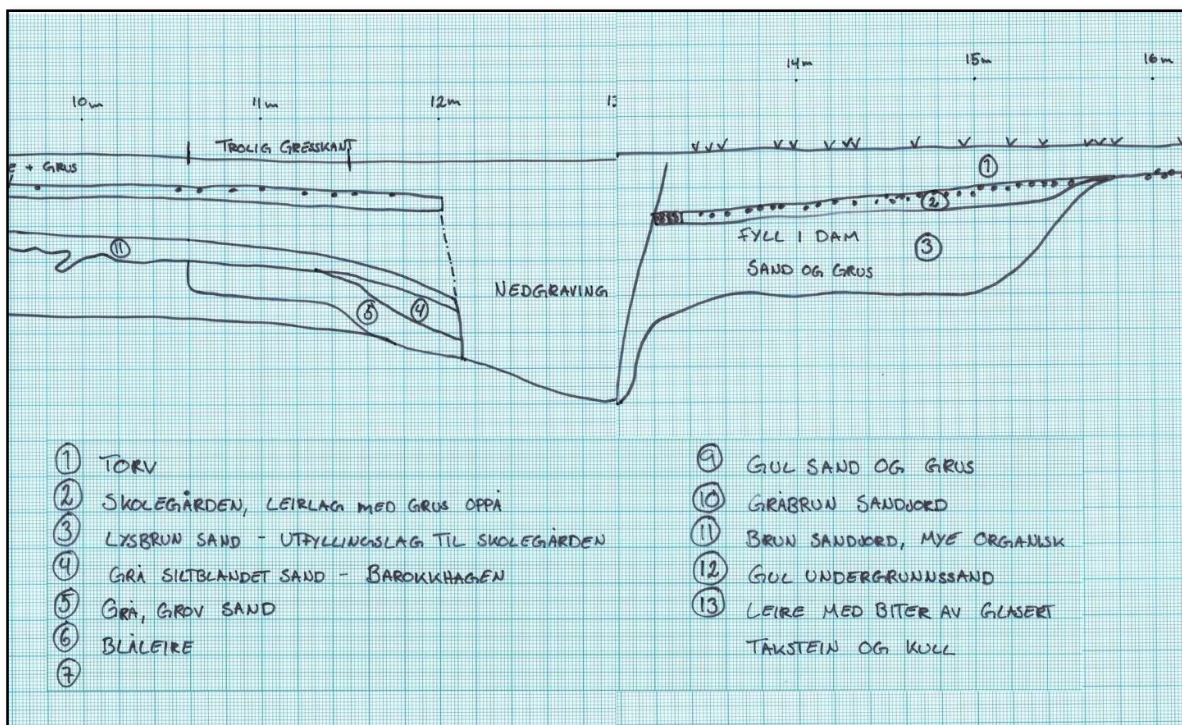 10m
11m
12m
13
14m
15m
16m
TROLIG GRESSKANT
E + GRUS
①
②
⑪
FYLL I DAM
③
SAND OG GRUS
NEDGRAVING
⑤
④
① TORV
② SKOLEGÅRDEN, LEIRLAG MED GRUS OPPÅ
③ LYSBRUN SAND - UTFYLLINGSLAG TIL SKOLEGÅRDEN
④ GRÅ SILTBLANDET SAND - BAROKKHAGEN
⑤ GRÅ, GROV SAND
⑥ BLÅLEIRE
⑦
⑨ GUL SAND OG GRUS
⑩ GRÅBRUN SANDJORD
⑪ BRUN SANDJORD, MYE ORGANISK
⑫ GUL UNDERGRUNNSSAND
⑬ LEIRE MED BITER AV GLASERT
TAKSTEIN OG KULL